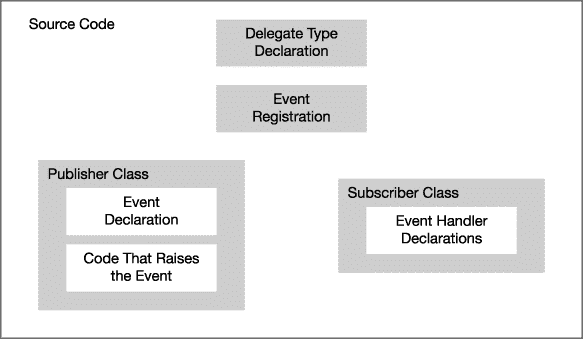 Source Code
Delegate Type
Declaration
Event
Registration
Publisher Class
Event
Declaration
Code That Raises
the Event
Subscriber Class
Event Handler
Declarations